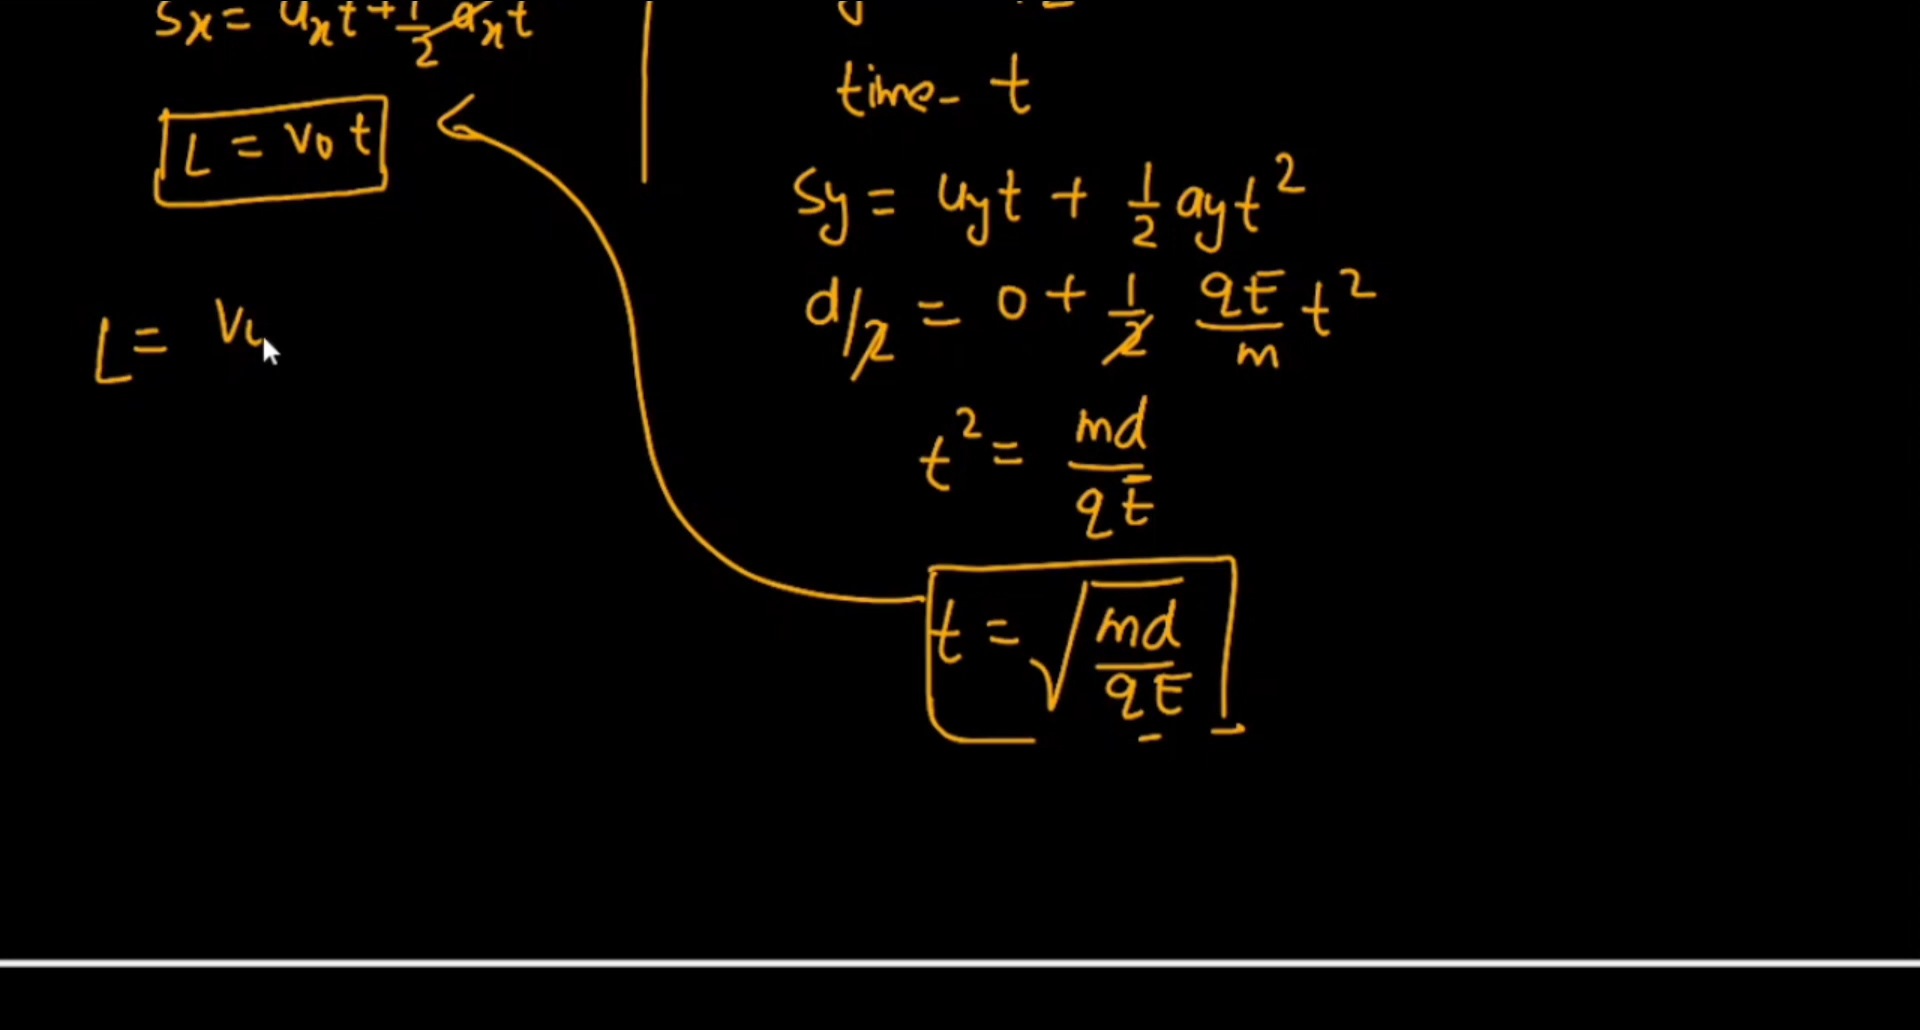 Sx = uxt + 1/2 axt
L = v0 t
L = v
time - t
Sy = uyt + 1/2 ayt²
d/2 = 0 + 1/2 qE/m t²
t² = md/qE
t = √(md/qE)